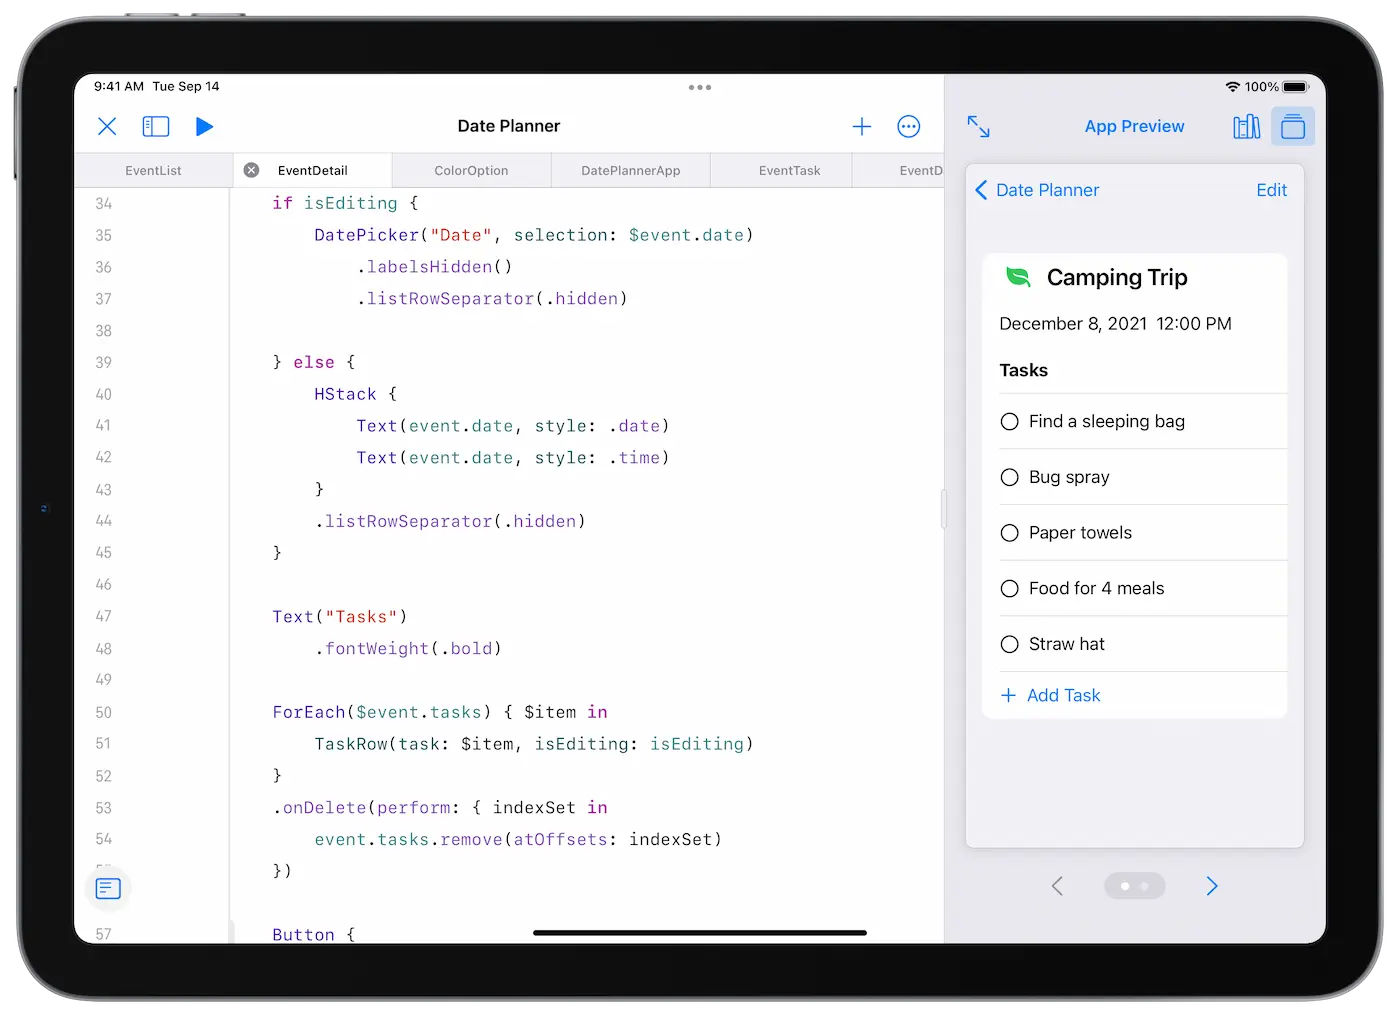 9:41 AM Tue Sep 14
100%
Date Planner
App Preview
EventList
EventDetail
ColorOption
DatePlannerApp
EventTask
EventD
34 if isEditing {
35 DatePicker("Date", selection: $event.date)
36 .labelsHidden()
37 .listRowSeparator(.hidden)
38
39 } else {
40 HStack {
41 Text(event.date, style: .date)
42 Text(event.date, style: .time)
43 }
44 .listRowSeparator(.hidden)
45 }
46
47 Text("Tasks")
48 .fontWeight(.bold)
49
50 ForEach($event.tasks) { $item in
51 TaskRow(task: $item, isEditing: isEditing)
52 }
53 .onDelete(perform: { indexSet in
54 event.tasks.remove(atOffsets: indexSet)
})
57 Button {
Date Planner
Edit
Camping Trip
December 8, 2021 12:00 PM
Tasks
Find a sleeping bag
Bug spray
Paper towels
Food for 4 meals
Straw hat
+ Add Task